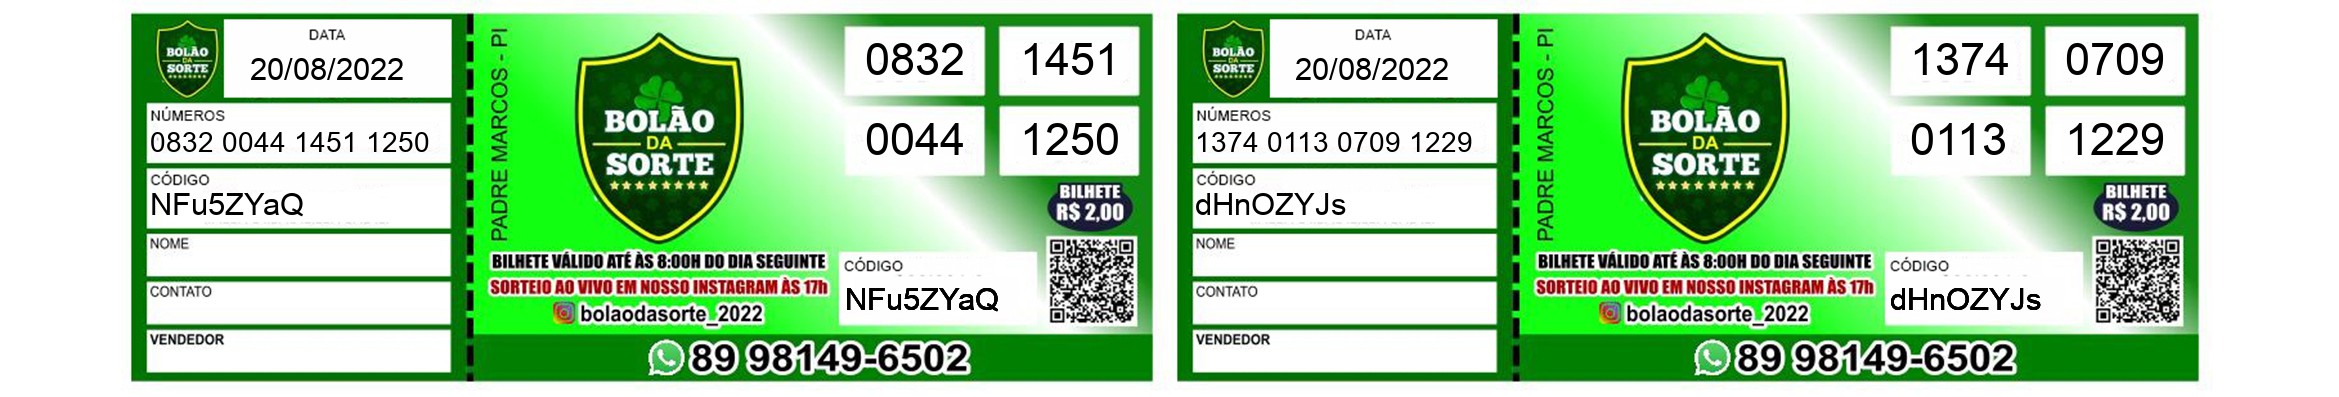 BOLÃO
DA
SORTE
DATA
20/08/2022
NÚMEROS
0832 0044 1451 1250
CÓDIGO
NFu5ZYaQ
NOME
CONTATO
VENDEDOR
PADRE MARCOS - PI
BOLÃO
DA
SORTE
0832 1451
0044 1250
BILHETE
R$ 2,00
BILHETE VÁLIDO ATÉ ÀS 8:00H DO DIA SEGUINTE
SORTEIO AO VIVO EM NOSSO INSTAGRAM ÀS 17h
bolaodasorte_2022
CÓDIGO
NFu5ZYaQ
89 98149-6502
BOLÃO
DA
SORTE
DATA
20/08/2022
NÚMEROS
1374 0113 0709 1229
CÓDIGO
dHnOZYJs
NOME
CONTATO
VENDEDOR
PADRE MARCOS - PI
BOLÃO
DA
SORTE
1374 0709
0113 1229
BILHETE
R$ 2,00
BILHETE VÁLIDO ATÉ ÀS 8:00H DO DIA SEGUINTE
SORTEIO AO VIVO EM NOSSO INSTAGRAM ÀS 17h
bolaodasorte_2022
CÓDIGO
dHnOZYJs
89 98149-6502